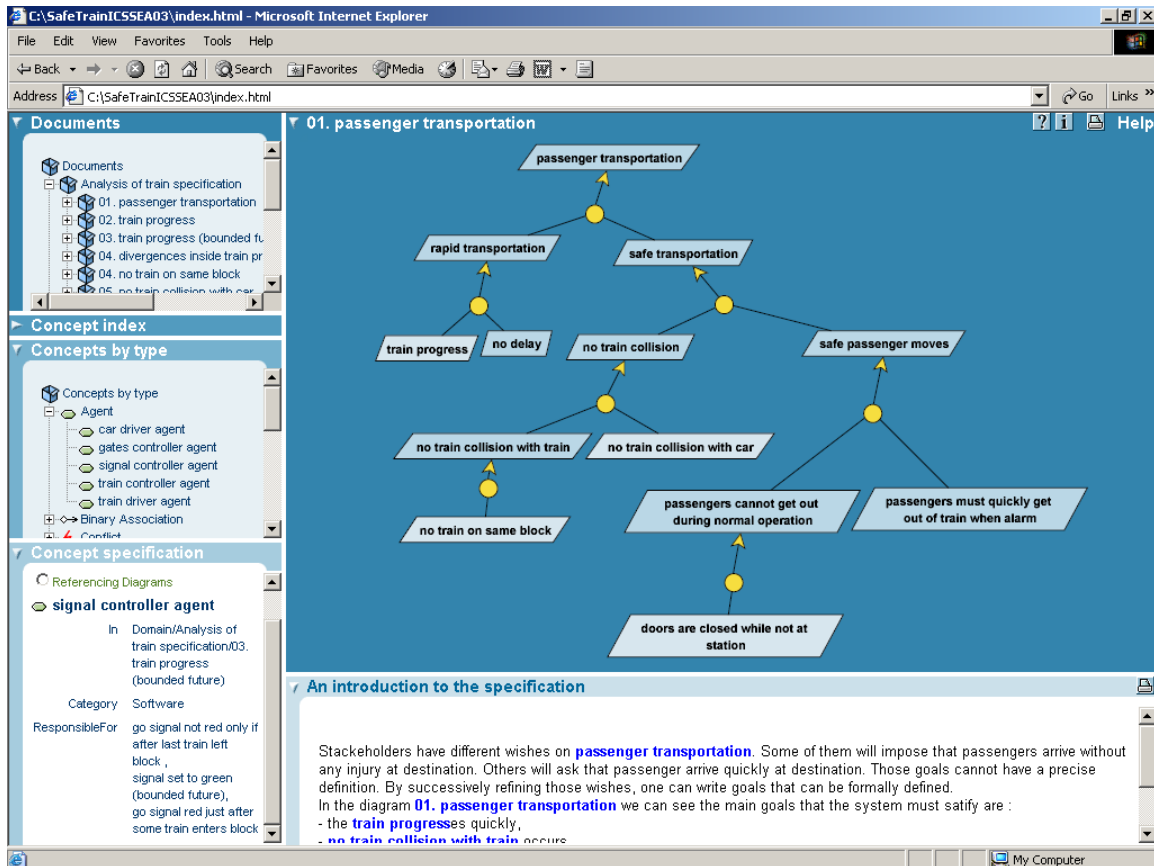 C:\SafeTrainICSSEA03\index.html - Microsoft Internet Explorer
File Edit View Favorites Tools Help
Back Search Favorites Media
Address C:\SafeTrainICSSEA03\index.html Go Links »
Documents
Documents
Analysis of train specification
01. passenger transportation
02. train progress
03. train progress (bounded fu
04. divergences inside train pr
04. no train on same block
05. no train collision with car
Concept index
Concepts by type
Concepts by type
Agent
car driver agent
gates controller agent
signal controller agent
train controller agent
train driver agent
Binary Association
Conflict
Concept specification
Referencing Diagrams
signal controller agent
In Domain/Analysis of
train specification/03.
train progress
(bounded future)
Category Software
ResponsibleFor go signal not red only if
after last train left
block ,
signal set to green
(bounded future),
go signal red just after
some train enters block
01. passenger transportation
? i Help
passenger transportation
rapid transportation
safe transportation
train progress
no delay
no train collision
safe passenger moves
no train collision with train
no train collision with car
no train on same block
passengers cannot get out
during normal operation
passengers must quickly get
out of train when alarm
doors are closed while not at
station
An introduction to the specification
Stackeholders have different wishes on passenger transportation. Some of them will impose that passengers arrive without
any injury at destination. Others will ask that passenger arrive quickly at destination. Those goals cannot have a precise
definition. By successively refining those wishes, one can write goals that can be formally defined.
In the diagram 01. passenger transportation we can see the main goals that the system must satify are :
- the train progresses quickly,
- no train collision with train occurs
My Computer